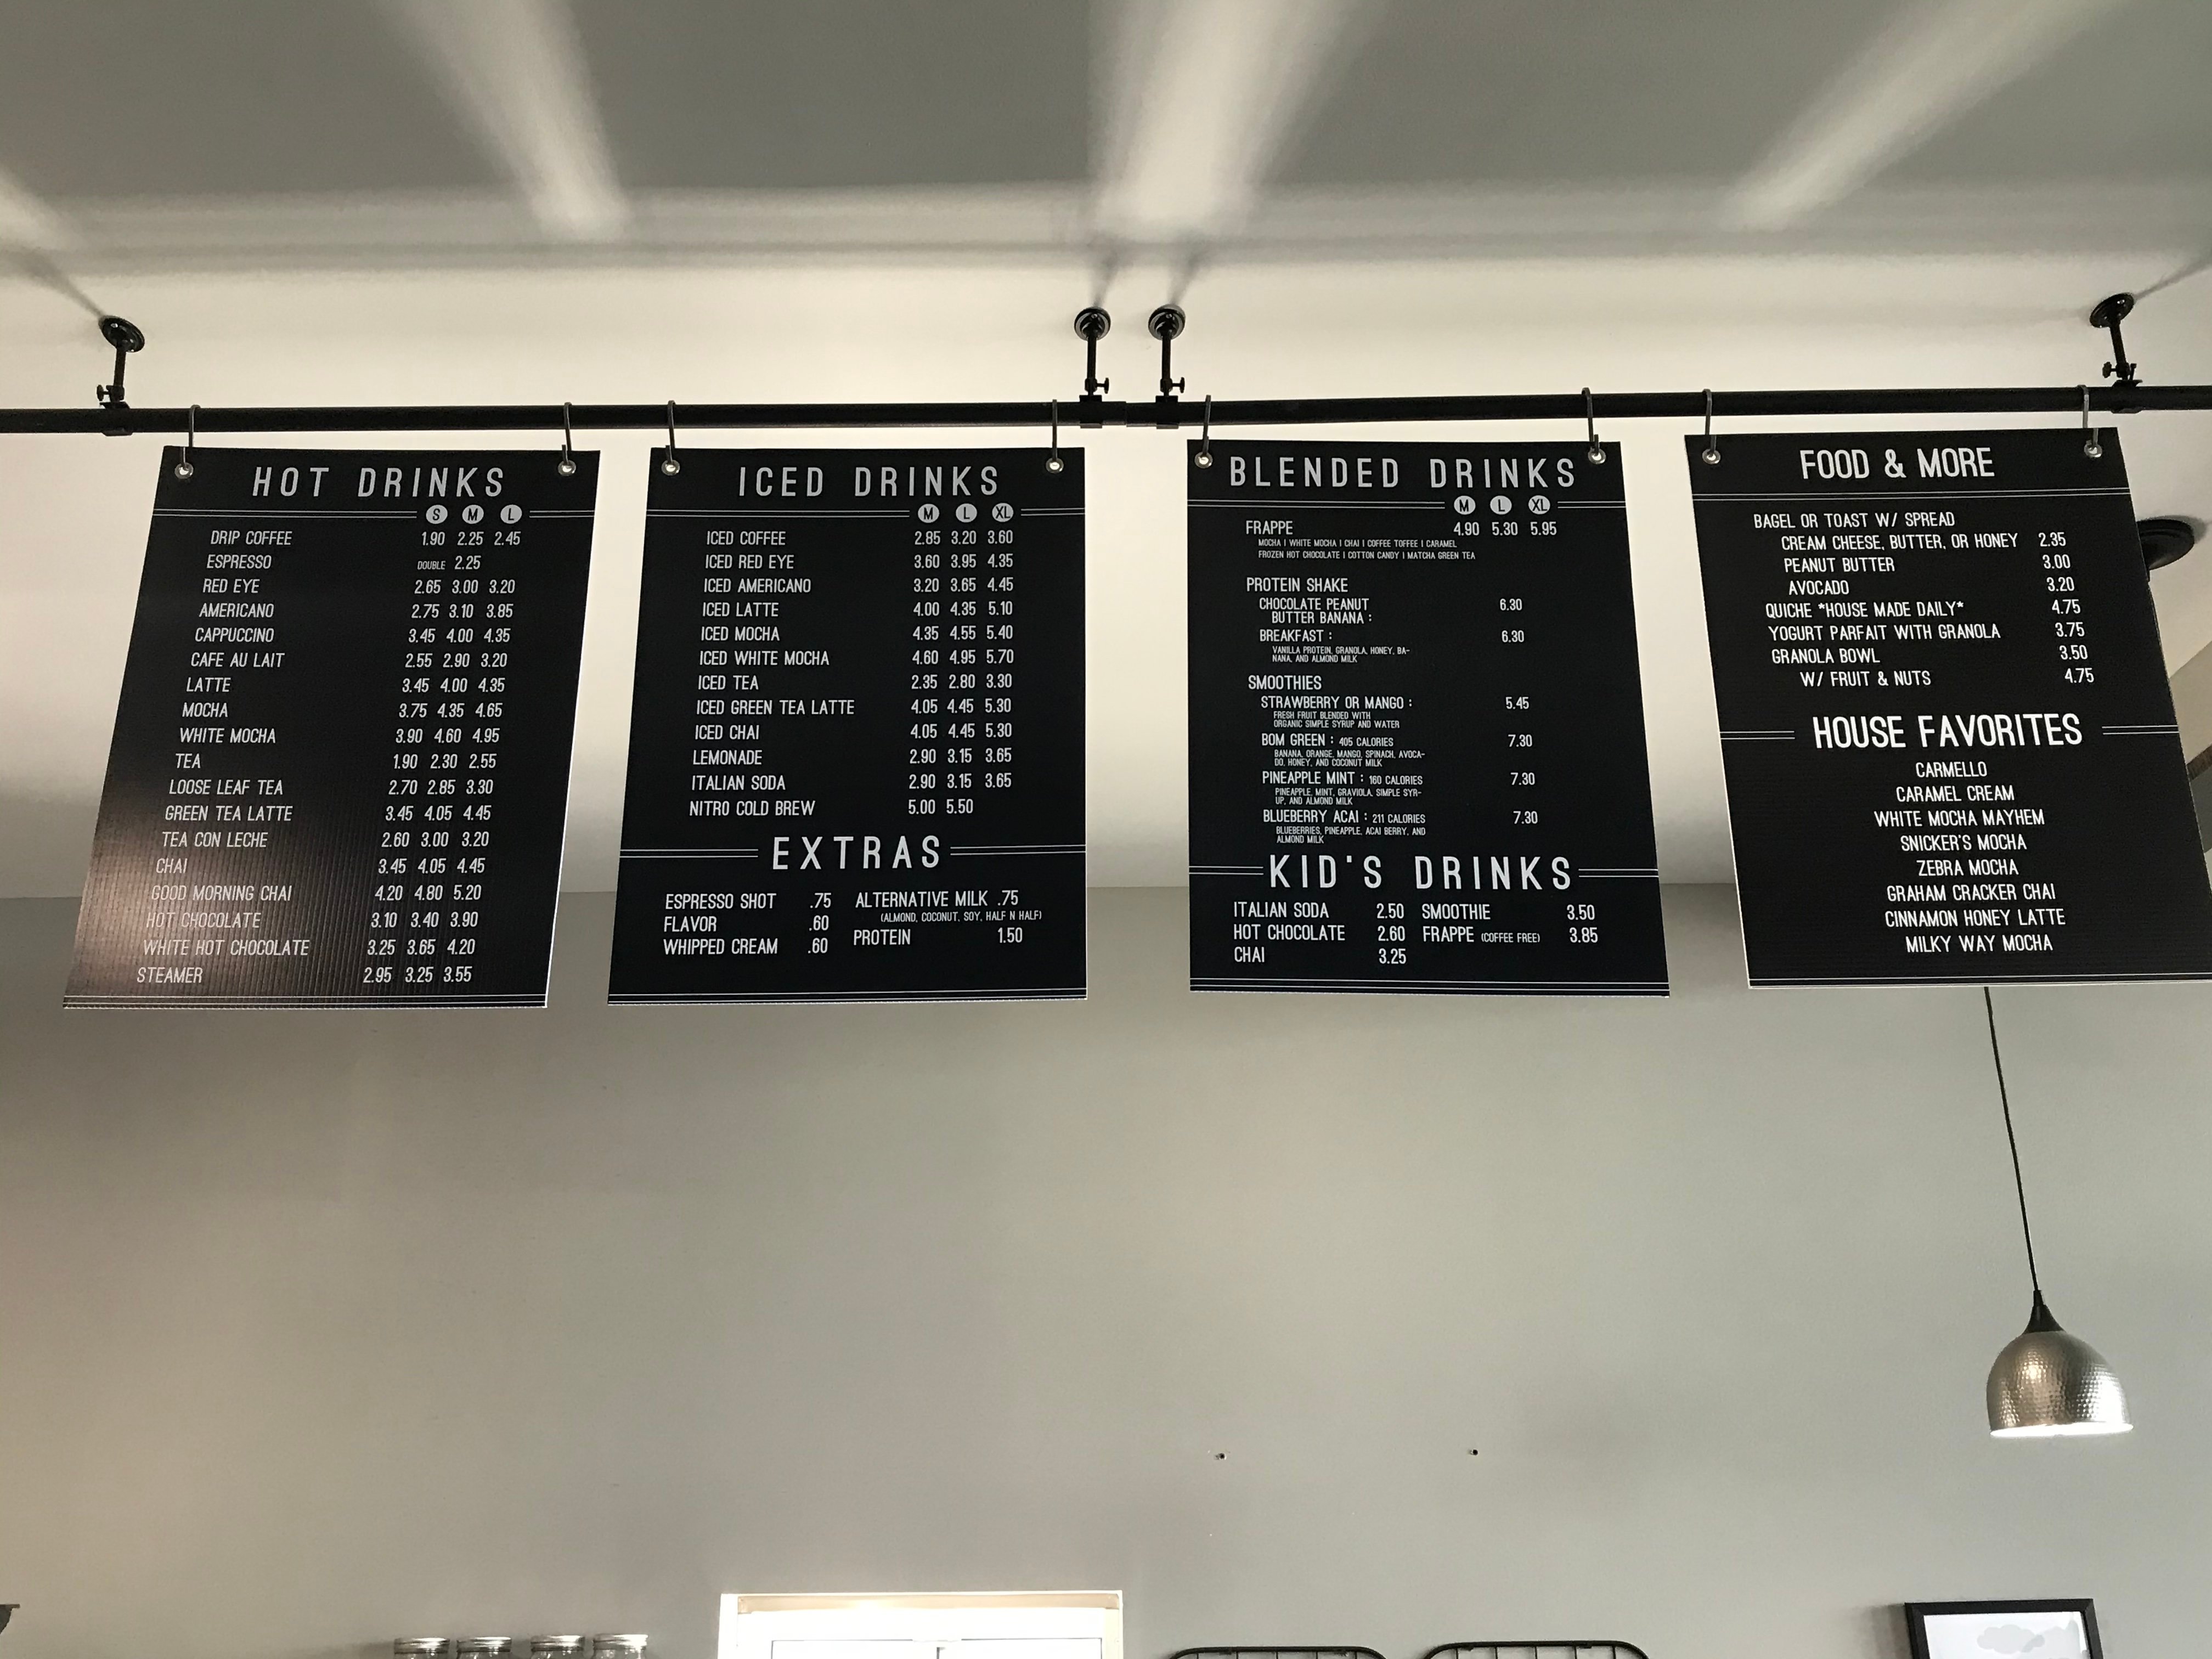 HOT DRINKS
S M L
DRIP COFFEE 1.90 2.25 2.45
ESPRESSO DOUBLE 2.25
RED EYE 2.65 3.00 3.20
AMERICANO 2.75 3.10 3.85
CAPPUCCINO 3.45 4.00 4.35
CAFE AU LAIT 2.55 2.90 3.20
LATTE 3.45 4.00 4.35
MOCHA 3.75 4.35 4.65
WHITE MOCHA 3.90 4.60 4.95
TEA 1.90 2.30 2.55
LOOSE LEAF TEA 2.70 2.85 3.30
GREEN TEA LATTE 3.45 4.05 4.45
TEA CON LECHE 2.60 3.00 3.20
CHAI 3.45 4.05 4.45
GOOD MORNING CHAI 4.20 4.80 5.20
HOT CHOCOLATE 3.10 3.40 3.90
WHITE HOT CHOCOLATE 3.25 3.65 4.20
STEAMER 2.95 3.25 3.55
ICED DRINKS
M L XL
ICED COFFEE 2.85 3.20 3.60
ICED RED EYE 3.60 3.95 4.35
ICED AMERICANO 3.20 3.65 4.45
ICED LATTE 4.00 4.35 5.10
ICED MOCHA 4.35 4.55 5.40
ICED WHITE MOCHA 4.60 4.95 5.70
ICED TEA 2.35 2.80 3.30
ICED GREEN TEA LATTE 4.05 4.45 5.30
ICED CHAI 4.05 4.45 5.30
LEMONADE 2.90 3.15 3.65
ITALIAN SODA 2.90 3.15 3.65
NITRO COLD BREW 5.00 5.50
EXTRAS
ESPRESSO SHOT .75
FLAVOR .60
WHIPPED CREAM .60
ALTERNATIVE MILK .75
(ALMOND, COCONUT, SOY, HALF N HALF)
PROTEIN 1.50
BLENDED DRINKS
M L XL
FRAPPE 4.90 5.30 5.95
MOCHA | WHITE MOCHA | CHAI | COFFEE TOFFEE | CARAMEL
FROZEN HOT CHOCOLATE | COTTON CANDY | MATCHA GREEN TEA
PROTEIN SHAKE
CHOCOLATE PEANUT 6.30
BUTTER BANANA :
BREAKFAST : 6.30
VANILLA PROTEIN, GRANOLA, HONEY, BA-
NANA, AND ALMOND MILK
SMOOTHIES
STRAWBERRY OR MANGO : 5.45
FRESH FRUIT BLENDED WITH
ORGANIC SIMPLE SYRUP AND WATER
BOM GREEN : 405 CALORIES 7.30
BANANA, ORANGE, MANGO, SPINACH, AVOCA-
DO, HONEY, AND COCONUT MILK
PINEAPPLE MINT : 160 CALORIES 7.30
PINEAPPLE, MINT, GRAVIOLA, SIMPLE SYR-
UP, AND ALMOND MILK
BLUEBERRY ACAI : 211 CALORIES 7.30
BLUEBERRIES, PINEAPPLE, ACAI BERRY, AND
ALMOND MILK
KID'S DRINKS
ITALIAN SODA 2.50
HOT CHOCOLATE 2.60
CHAI 3.25
SMOOTHIE 3.50
FRAPPE (COFFEE FREE) 3.85
FOOD & MORE
BAGEL OR TOAST W/ SPREAD
CREAM CHEESE, BUTTER, OR HONEY 2.35
PEANUT BUTTER 3.00
AVOCADO 3.20
QUICHE *HOUSE MADE DAILY* 4.75
YOGURT PARFAIT WITH GRANOLA 3.75
GRANOLA BOWL 3.50
W/ FRUIT & NUTS 4.75
HOUSE FAVORITES
CARMELLO
CARAMEL CREAM
WHITE MOCHA MAYHEM
SNICKER'S MOCHA
ZEBRA MOCHA
GRAHAM CRACKER CHAI
CINNAMON HONEY LATTE
MILKY WAY MOCHA